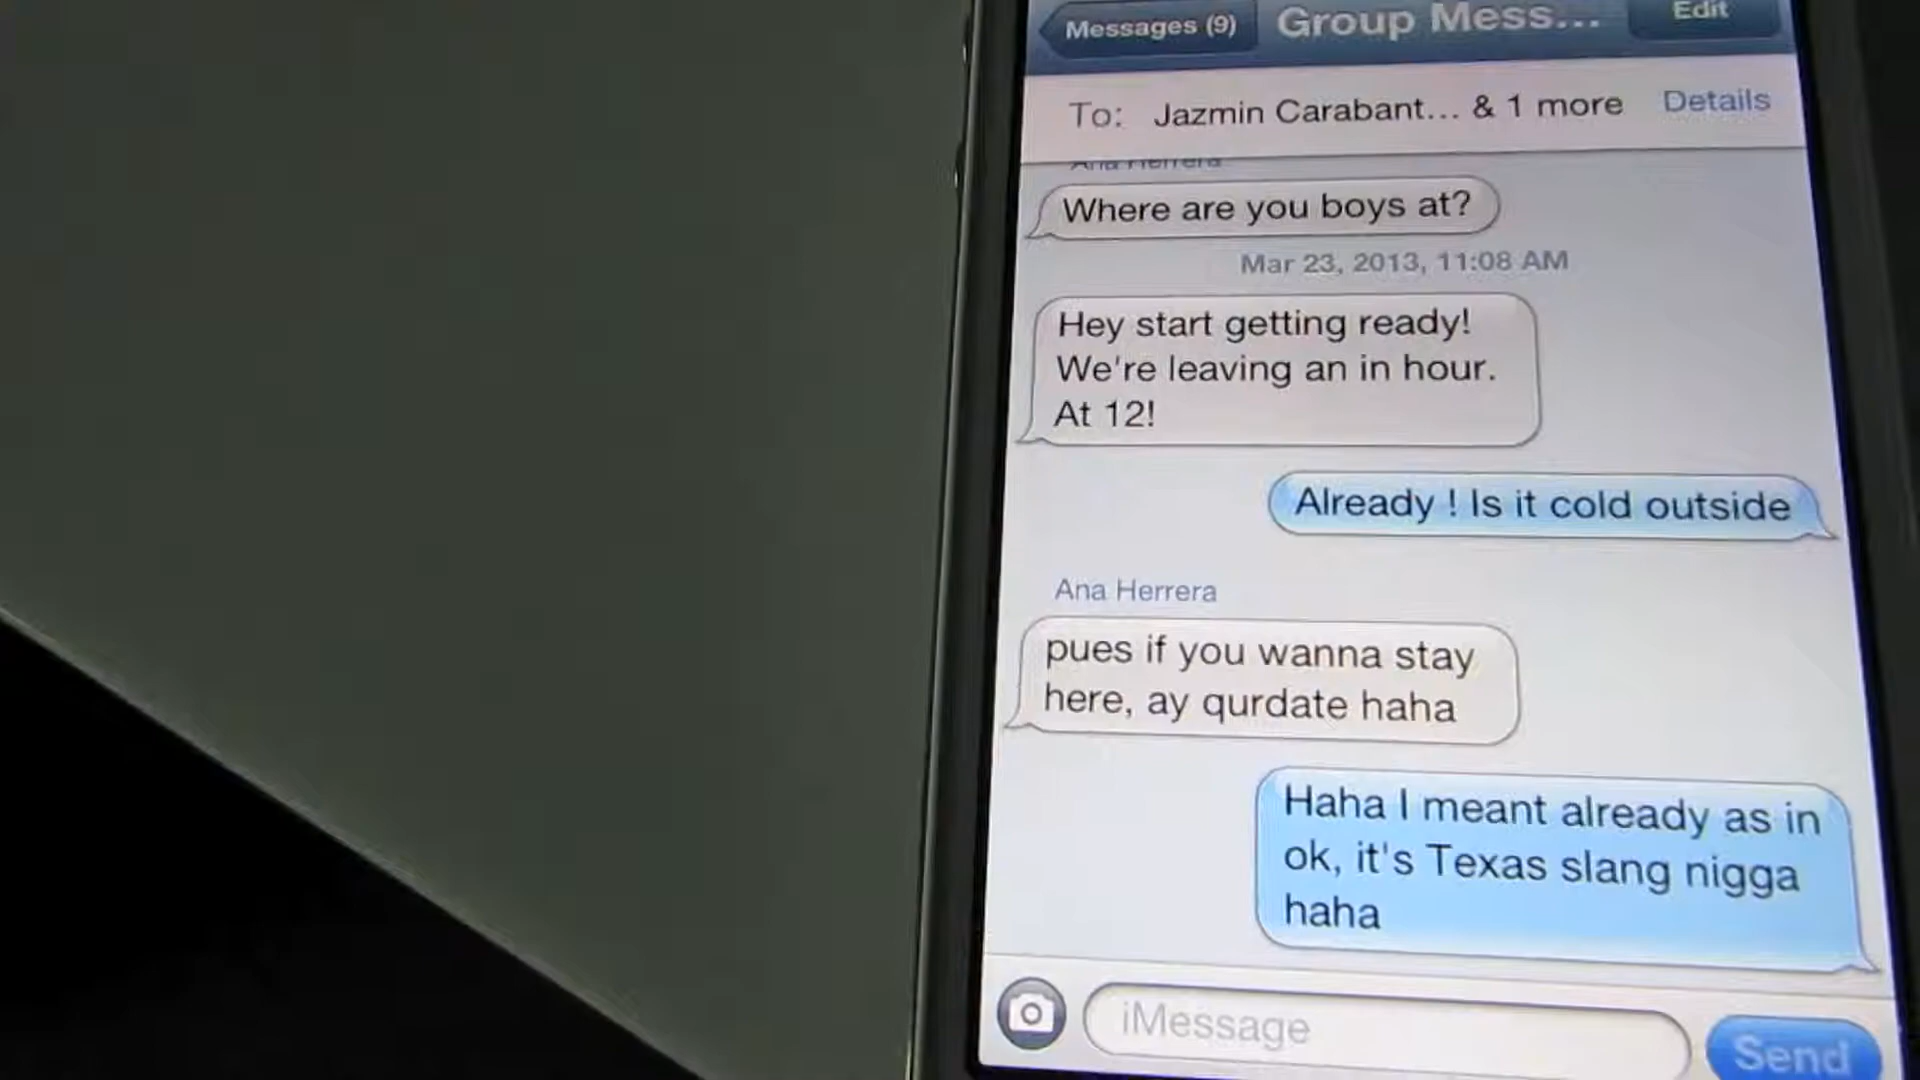 Messages (9) Group Mess... Edit
To: Jazmin Carabant... & 1 more Details
Ana Herrera
Where are you boys at?
Mar 23, 2013, 11:08 AM
Hey start getting ready!
We're leaving an in hour.
At 12!
Already ! Is it cold outside
Ana Herrera
pues if you wanna stay
here, ay qurdate haha
Haha I meant already as in
ok, it's Texas slang nigga
haha
iMessage Send